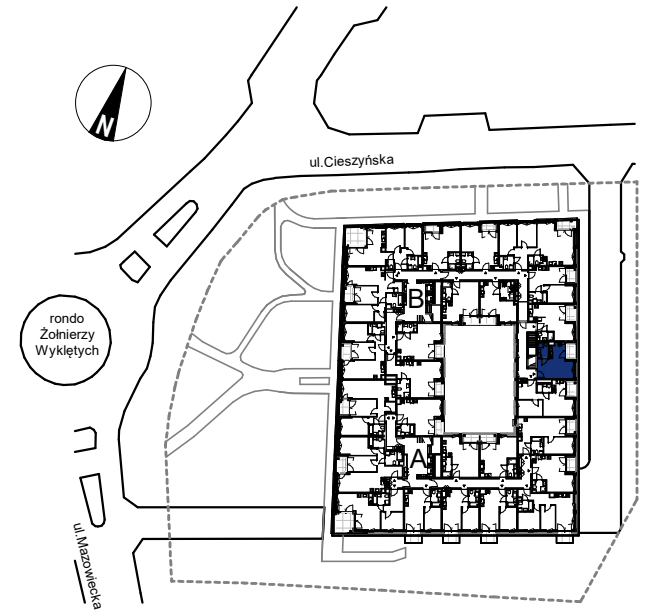 N
ul.Cieszyńska
B
rondo
Żołnierzy
Wyklętych
A
ul.Mazowiecka